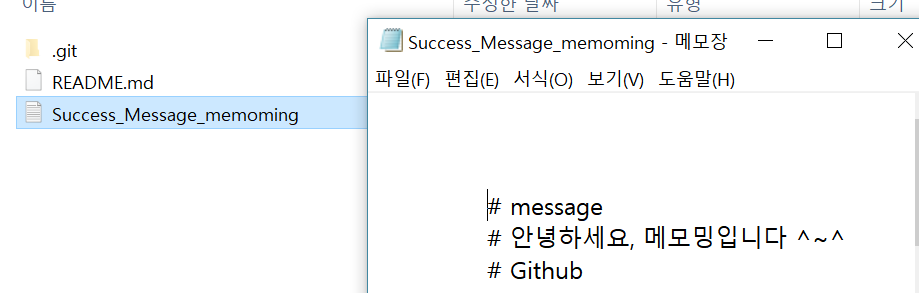 이름 수정한 날짜 유형 크기
.git
README.md
Success_Message_memoming
Success_Message_memoming - 메모장
파일(F) 편집(E) 서식(O) 보기(V) 도움말(H)
# message
# 안녕하세요, 메모밍입니다 ^~^
# Github